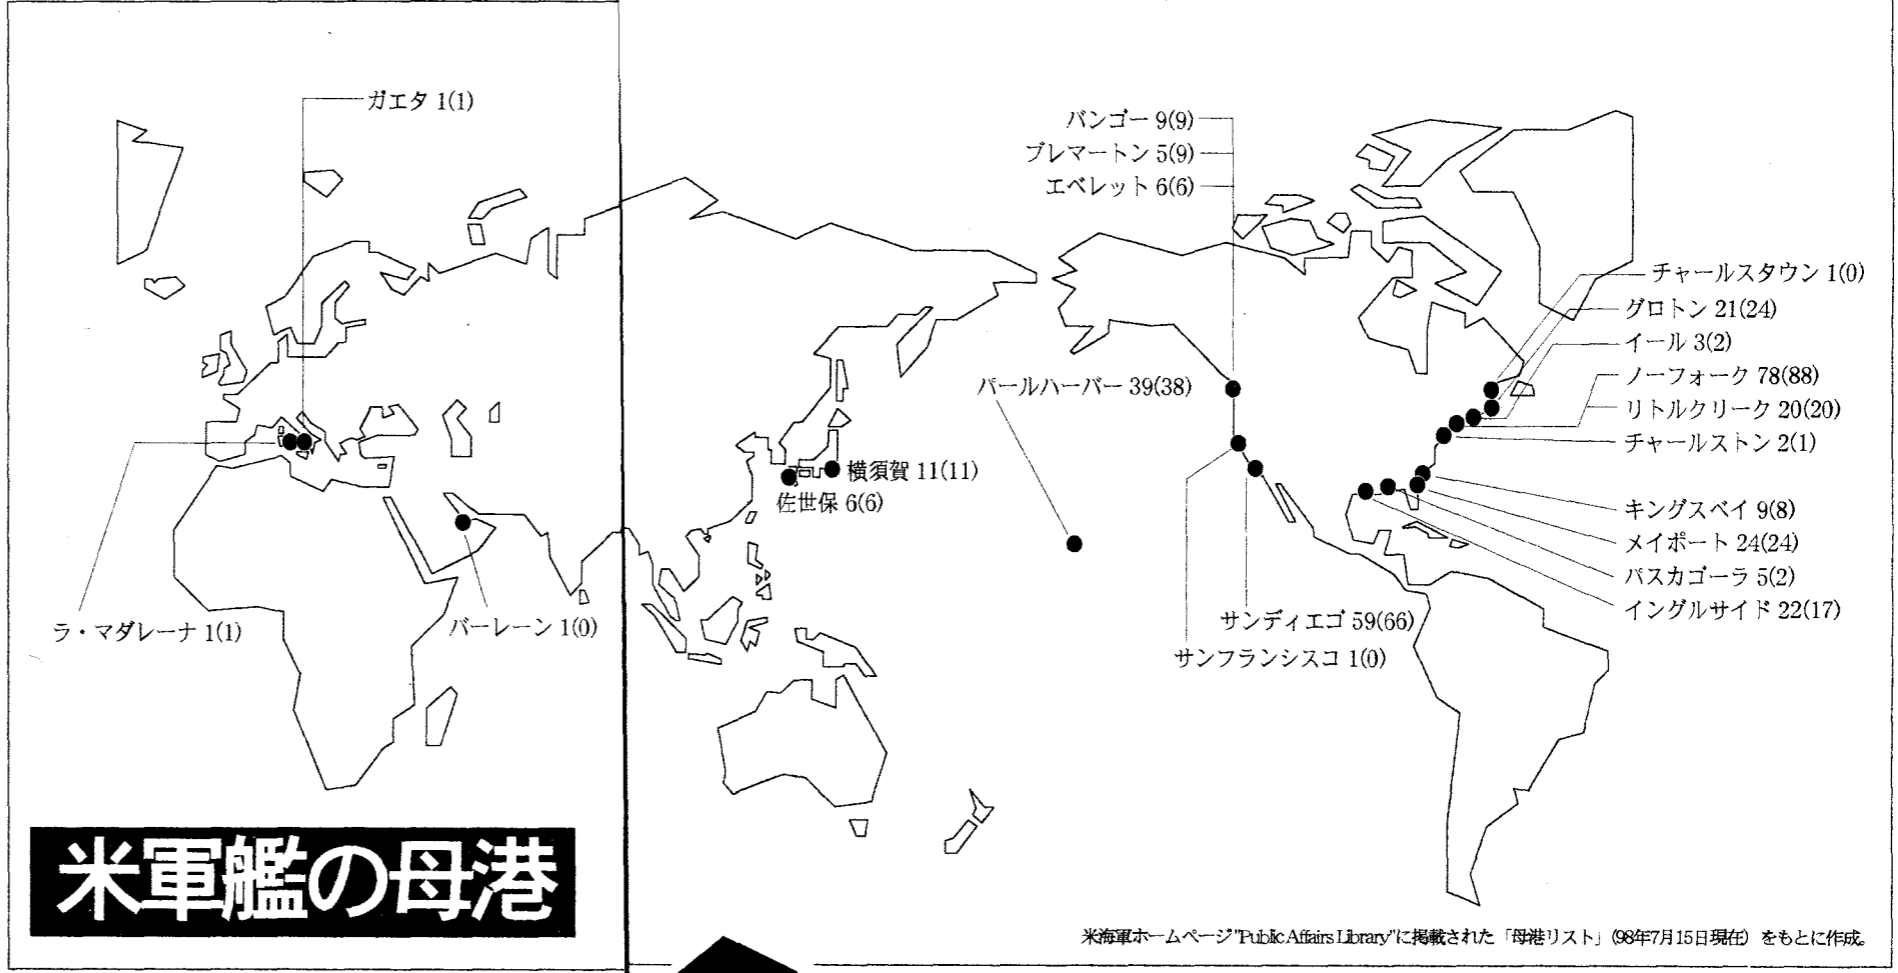 ガエタ 1(1)
バンゴー 9(9)
ブレマートン 5(9)
エベレット 6(6)
チャールスタウン 1(0)
グロトン 21(24)
イール 3(2)
ノーフォーク 78(88)
リトルクリーク 20(20)
チャールストン 2(1)
パールハーバー 39(38)
横須賀 11(11)
佐世保 6(6)
キングスベイ 9(8)
メイポート 24(24)
パスカゴーラ 5(2)
イングルサイド 22(17)
ラ・マダレーナ 1(1)
バーレーン 1(0)
サンディエゴ 59(66)
サンフランシスコ 1(0)
米軍艦の母港
米海軍ホームページ"Public Affairs Library"に掲載された「母港リスト」(98年7月15日現在）をもとに作成。